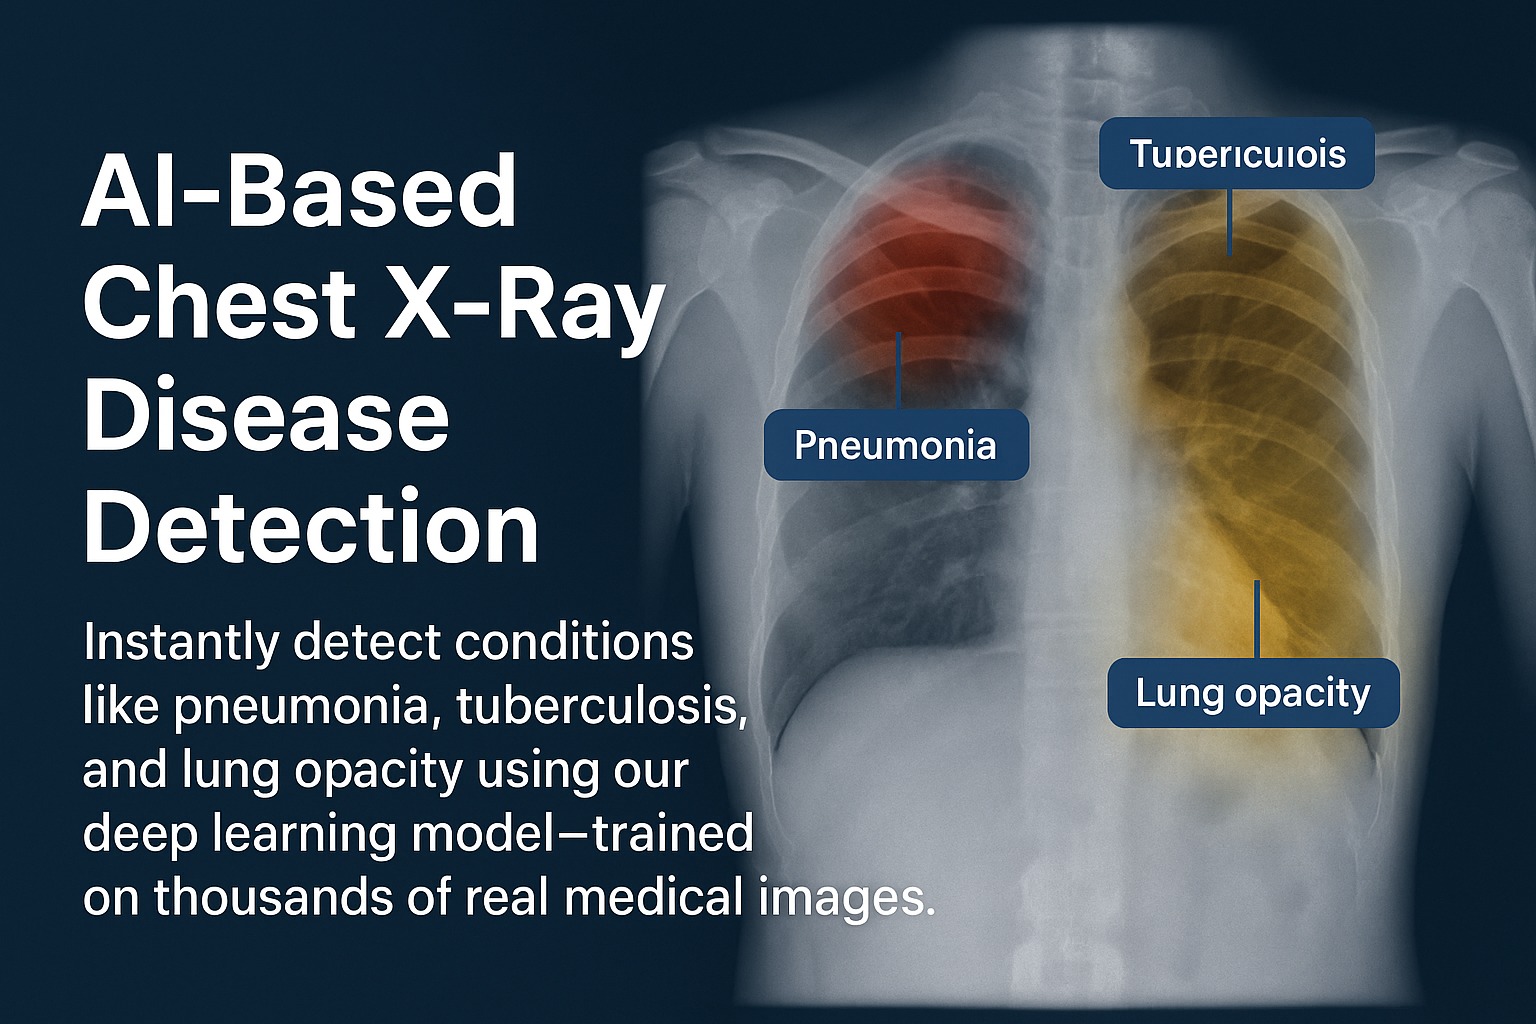 AI-Based
Chest X-Ray
Disease
Detection
Instantly detect conditions
like pneumonia, tuberculosis,
and lung opacity using our
deep learning model–trained
on thousands of real medical images.
Pneumonia
Lung opacity